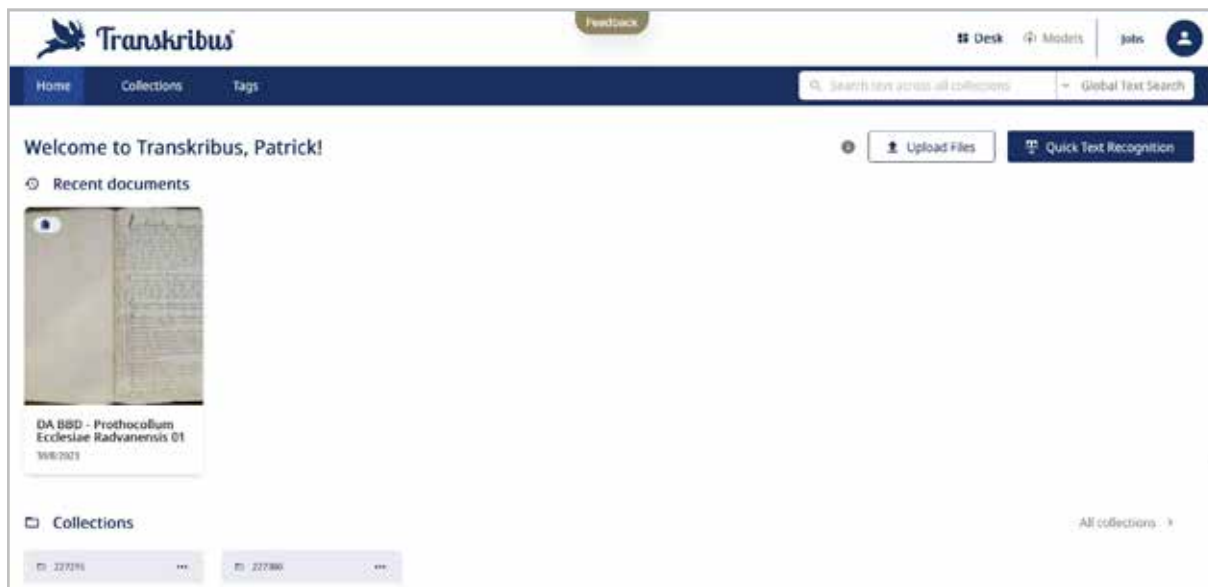 Feedback
Transkribus
Desk Models Jobs
Home Collections Tags
Search text across all collections Global Text Search
Welcome to Transkribus, Patrick!
Upload Files Quick Text Recognition
Recent documents
DA BBD - Prothocollum
Ecclesiae Radvanensis 01
Collections
All collections